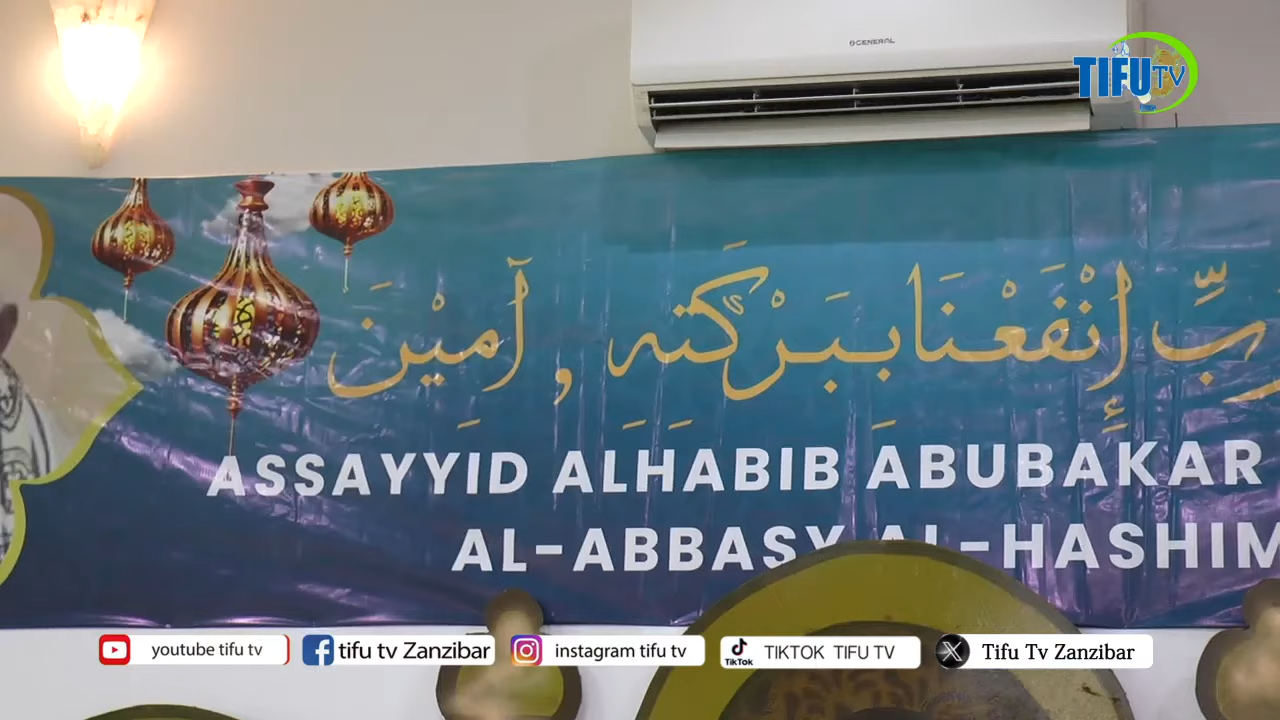 GENERAL
TIFU TV
رَبِّ إِنْفَعْنَا بِبَرْكَتِهِ , آمِيْنَ
ASSAYYID ALHABIB ABUBAKAR
AL-ABBASY AL-HASHIM
youtube tifu tv
tifu tv Zanzibar
instagram tifu tv
TikTok
TIKTOK TIFU TV
Tifu Tv Zanzibar